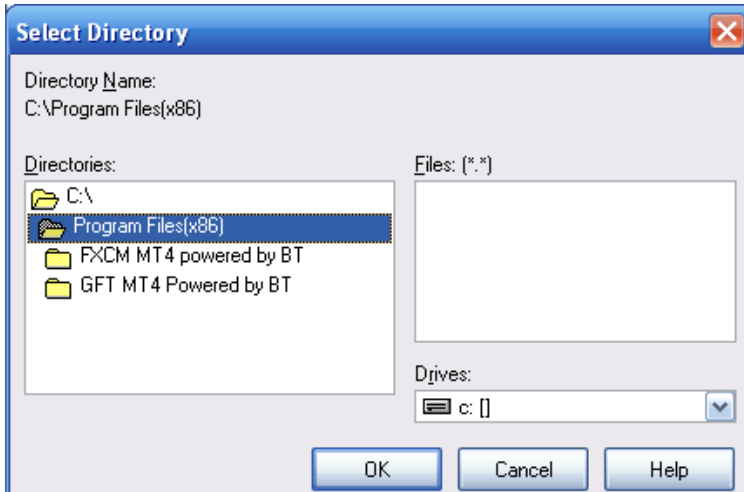 Select Directory
Directory Name:
C:\Program Files(x86)
Directories:
C:\
Program Files(x86)
FXCM MT4 powered by BT
GFT MT4 Powered by BT
Files: (*.*)
Drives:
c: []
OK Cancel Help